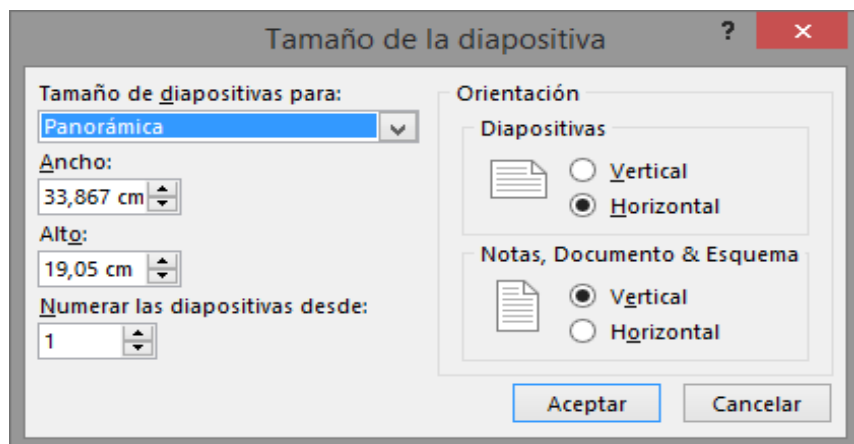 Tamaño de la diapositiva
?
Tamaño de diapositivas para:
Panorámica
Ancho:
33,867 cm
Alto:
19,05 cm
Numerar las diapositivas desde:
1
Orientación
Diapositivas
Vertical
Horizontal
Notas, Documento & Esquema
Vertical
Horizontal
Aceptar
Cancelar